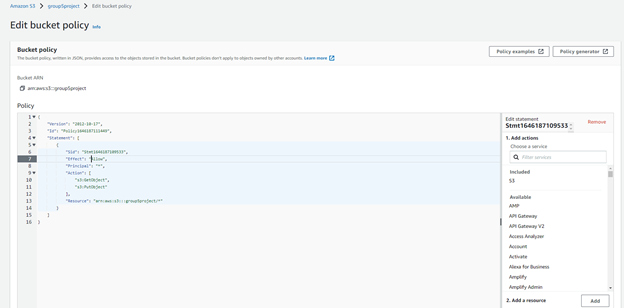 Amazon S3 > group5project > Edit bucket policy
Edit bucket policy Info
Bucket policy
The bucket policy, written in JSON, provides access to the objects stored in the bucket. Bucket policies don't apply to objects owned by other accounts. Learn more
Policy examples
Policy generator
Bucket ARN
arn:aws:s3:::group5project
Policy
1 {
2 "Version": "2012-10-17",
3 "Id": "Policy1646187111440",
4 "Statement": [
5 {
6 "Sid": "Stmt1646187109533",
7 "Effect": "Allow",
8 "Principal": "*",
9 "Action": [
10 "s3:GetObject",
11 "s3:PutObject"
12 ],
13 "Resource": "arn:aws:s3:::group5project/*"
14 }
15 ]
16 }
Edit statement
Stmt1646187109533
Remove
1. Add actions
Choose a service
Filter services
Included
S3
Available
AMP
API Gateway
API Gateway V2
Access Analyzer
Account
Activate
Alexa for Business
Amplify
Amplify Admin
2. Add a resource
Add